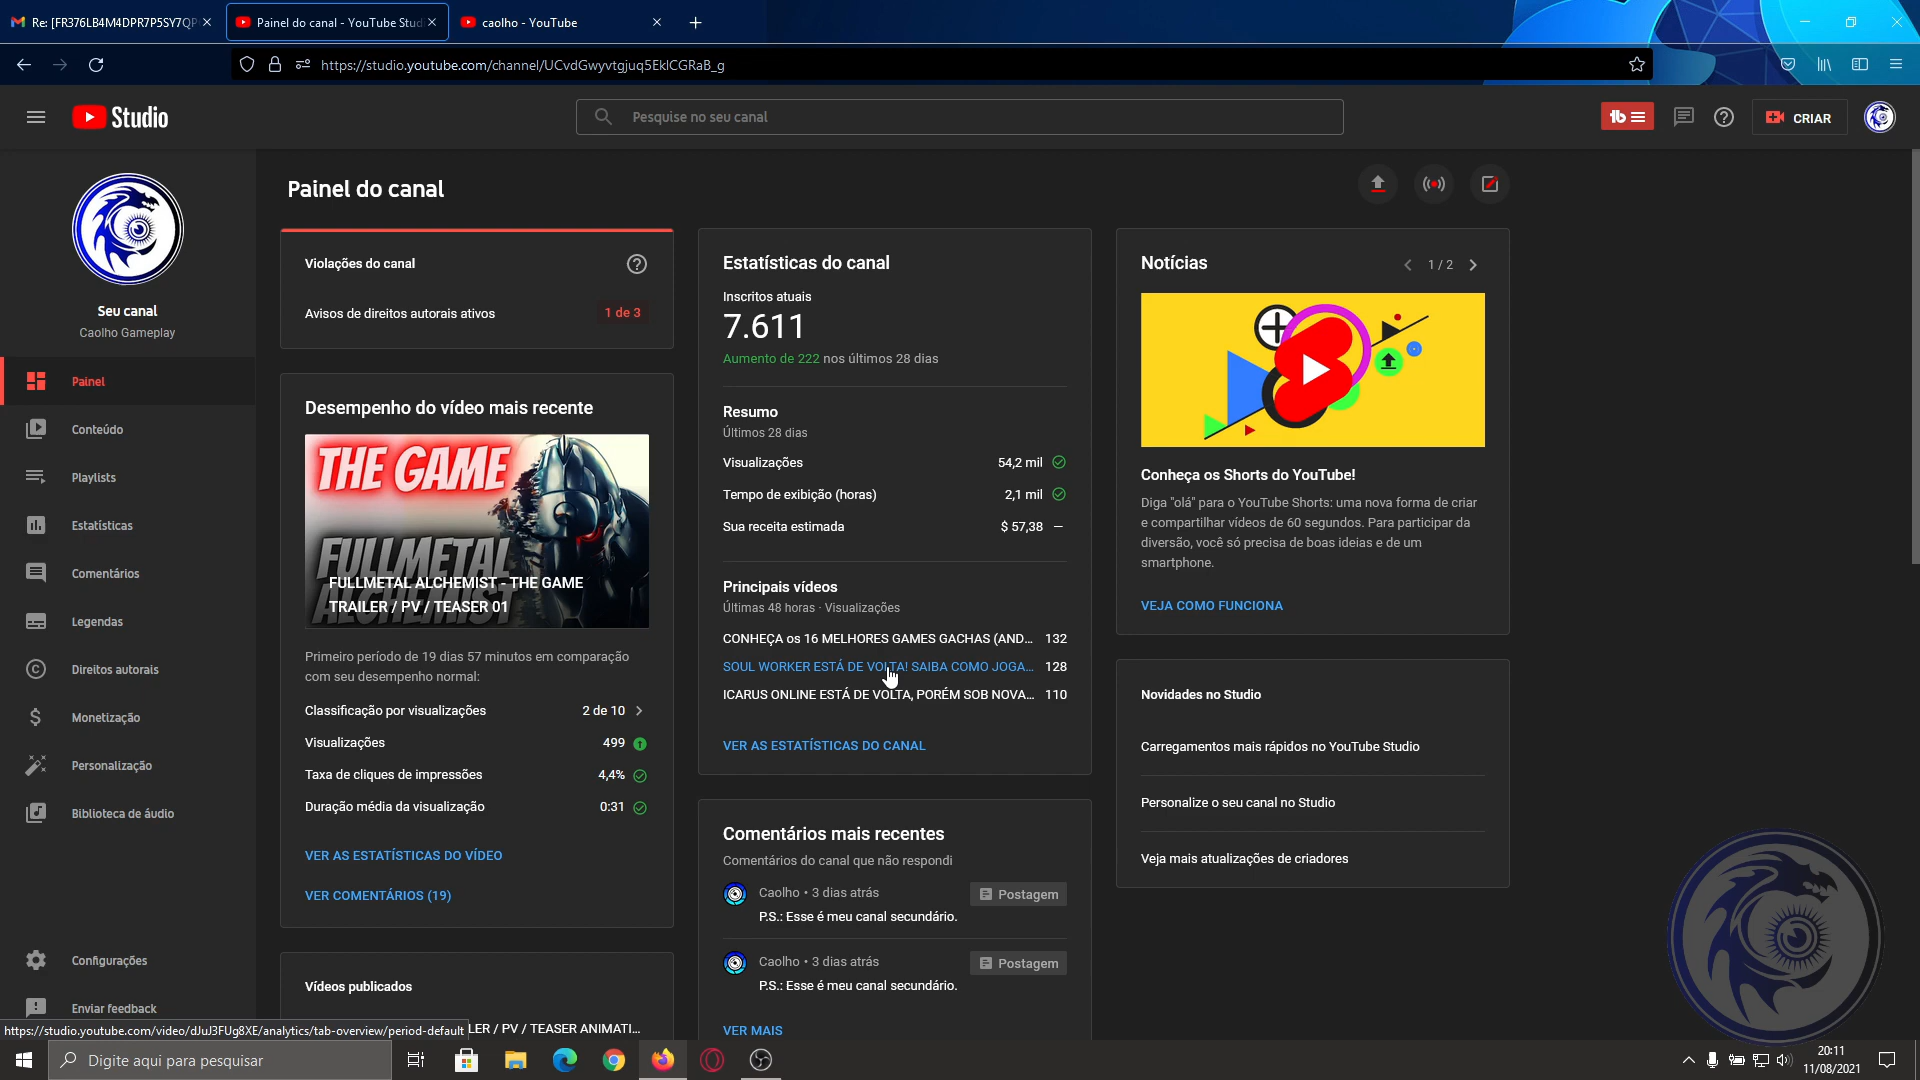 Re: [FR376LB4M4DPR7P5SY7QP
Painel do canal - YouTube Stud
caolho - YouTube
https://studio.youtube.com/channel/UCvdGwyvtgjuq5EklCGRaB_g
Studio
Pesquise no seu canal
tb
CRIAR
Seu canal
Caolho Gameplay
Painel
Conteúdo
Playlists
Estatísticas
Comentários
Legendas
Direitos autorais
Monetização
Personalização
Biblioteca de áudio
Configurações
Enviar feedback
Painel do canal
Violações do canal
Avisos de direitos autorais ativos 1 de 3
Desempenho do vídeo mais recente
THE GAME
FULLMETAL
ALCHEMIST
FULLMETAL ALCHEMIST - THE GAME
TRAILER / PV / TEASER 01
Primeiro período de 19 dias 57 minutos em comparação
com seu desempenho normal:
Classificação por visualizações 2 de 10
Visualizações 499
Taxa de cliques de impressões 4,4%
Duração média da visualização 0:31
VER AS ESTATÍSTICAS DO VÍDEO
VER COMENTÁRIOS (19)
Vídeos publicados
LER / PV / TEASER ANIMATI...
Estatísticas do canal
Inscritos atuais
7.611
Aumento de 222 nos últimos 28 dias
Resumo
Últimos 28 dias
Visualizações 54,2 mil
Tempo de exibição (horas) 2,1 mil
Sua receita estimada $ 57,38 —
Principais vídeos
Últimas 48 horas · Visualizações
CONHEÇA os 16 MELHORES GAMES GACHAS (AND... 132
SOUL WORKER ESTÁ DE VOLTA! SAIBA COMO JOGA... 128
ICARUS ONLINE ESTÁ DE VOLTA, PORÉM SOB NOVA... 110
VER AS ESTATÍSTICAS DO CANAL
Comentários mais recentes
Comentários do canal que não respondi
Caolho • 3 dias atrás
Postagem
P.S.: Esse é meu canal secundário.
Caolho • 3 dias atrás
Postagem
P.S.: Esse é meu canal secundário.
VER MAIS
Notícias
1 / 2
Conheça os Shorts do YouTube!
Diga "olá" para o YouTube Shorts: uma nova forma de criar
e compartilhar vídeos de 60 segundos. Para participar da
diversão, você só precisa de boas ideias e de um
smartphone.
VEJA COMO FUNCIONA
Novidades no Studio
Carregamentos mais rápidos no YouTube Studio
Personalize o seu canal no Studio
Veja mais atualizações de criadores
https://studio.youtube.com/video/dJuJ3FUg8XE/analytics/tab-overview/period-default
Digite aqui para pesquisar
20:11
11/08/2021